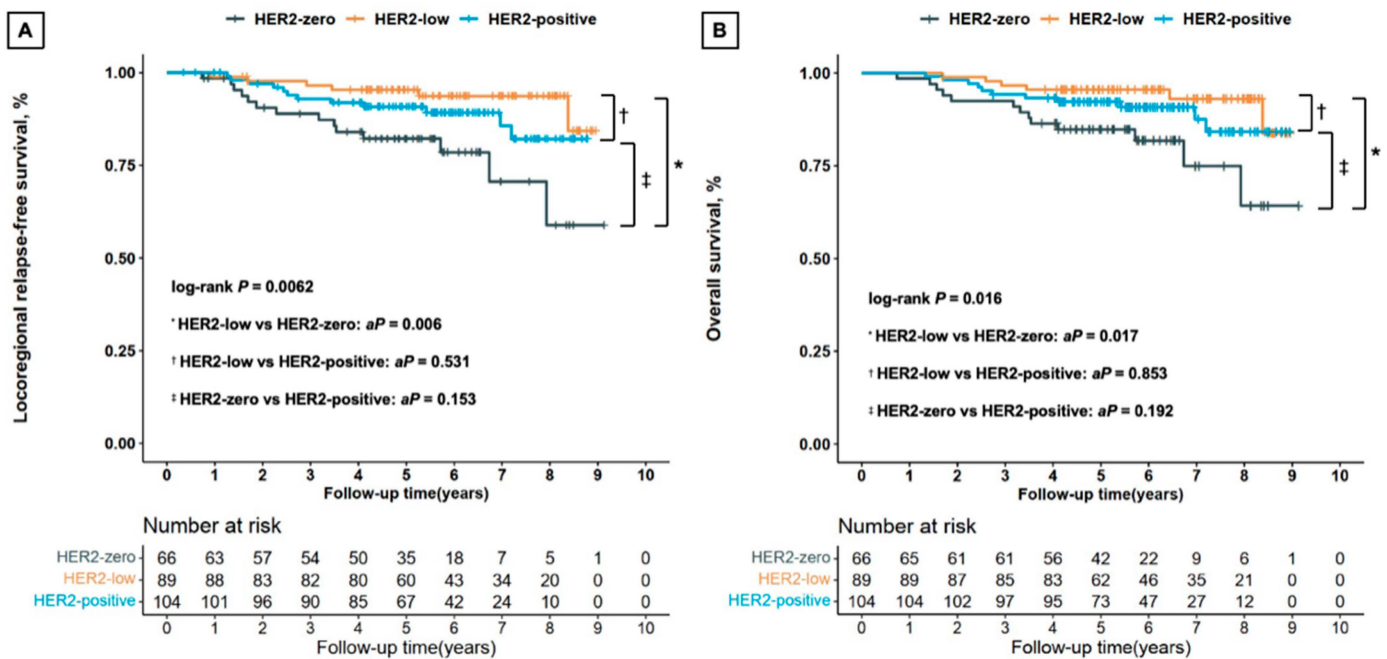 A
HER2-zero HER2-low HER2-positive
Locoregional relapse-free survival, %
1.00
0.75
0.50
0.25
0.00
†
‡
*
log-rank P = 0.0062
* HER2-low vs HER2-zero: aP = 0.006
† HER2-low vs HER2-positive: aP = 0.531
‡ HER2-zero vs HER2-positive: aP = 0.153
0 1 2 3 4 5 6 7 8 9 10
Follow-up time(years)
Number at risk
HER2-zero 66 63 57 54 50 35 18 7 5 1 0
HER2-low 89 88 83 82 80 60 43 34 20 0 0
HER2-positive 104 101 96 90 85 67 42 24 10 0 0
0 1 2 3 4 5 6 7 8 9 10
Follow-up time(years)
B
HER2-zero HER2-low HER2-positive
Overall survival, %
1.00
0.75
0.50
0.25
0.00
†
‡
*
log-rank P = 0.016
* HER2-low vs HER2-zero: aP = 0.017
† HER2-low vs HER2-positive: aP = 0.853
‡ HER2-zero vs HER2-positive: aP = 0.192
0 1 2 3 4 5 6 7 8 9 10
Follow-up time(years)
Number at risk
HER2-zero 66 65 61 61 56 42 22 9 6 1 0
HER2-low 89 89 87 85 83 62 46 35 21 0 0
HER2-positive 104 104 102 97 95 73 47 27 12 0 0
0 1 2 3 4 5 6 7 8 9 10
Follow-up time(years)